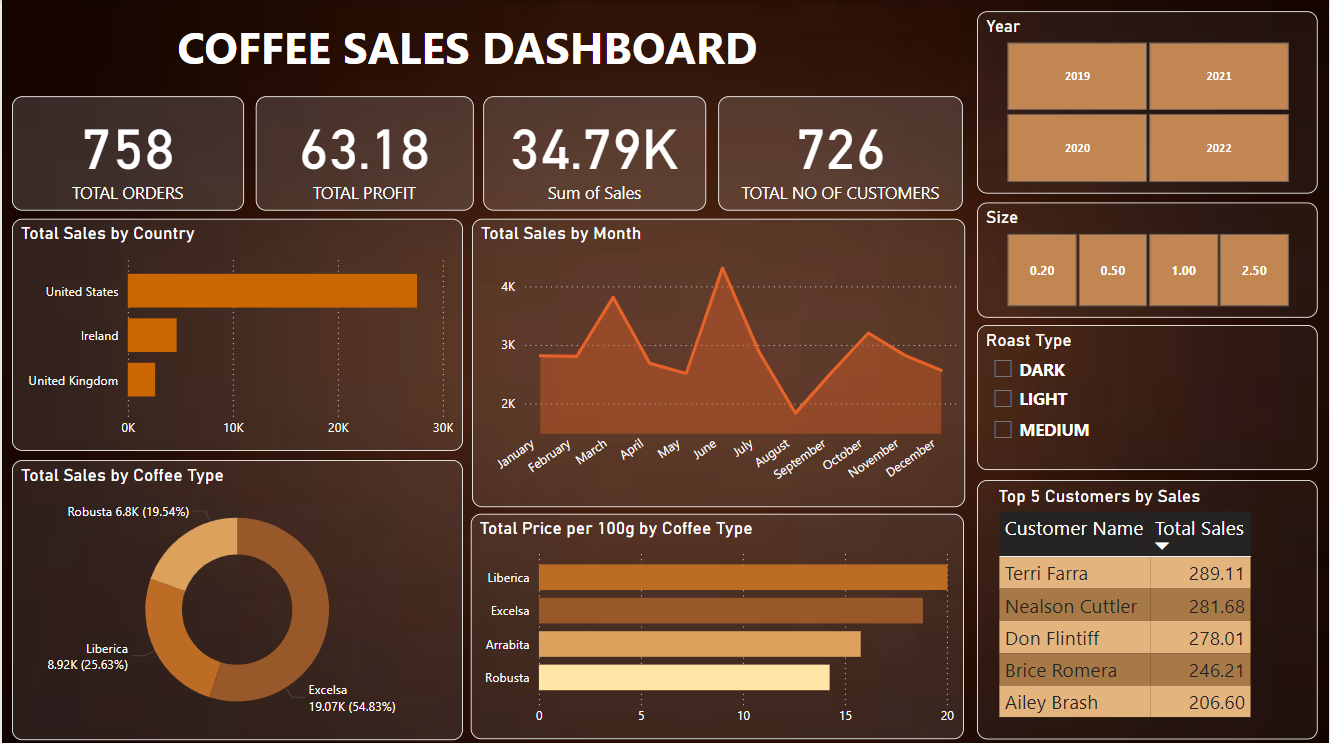 COFFEE SALES DASHBOARD
758
TOTAL ORDERS
63.18
TOTAL PROFIT
34.79K
Sum of Sales
726
TOTAL NO OF CUSTOMERS
Year
2019
2021
2020
2022
Size
0.20
0.50
1.00
2.50
Roast Type
DARK
LIGHT
MEDIUM
Total Sales by Country
United States
Ireland
United Kingdom
0K
10K
20K
30K
Total Sales by Month
4K
3K
2K
January
February
March
April
May
June
July
August
September
October
November
December
Total Sales by Coffee Type
Robusta 6.8K (19.54%)
Liberica
8.92K (25.63%)
Excelsa
19.07K (54.83%)
Total Price per 100g by Coffee Type
Liberica
Excelsa
Arrabita
Robusta
0
5
10
15
20
Top 5 Customers by Sales
Customer Name Total Sales
Terri Farra 289.11
Nealson Cuttler 281.68
Don Flintiff 278.01
Brice Romera 246.21
Ailey Brash 206.60